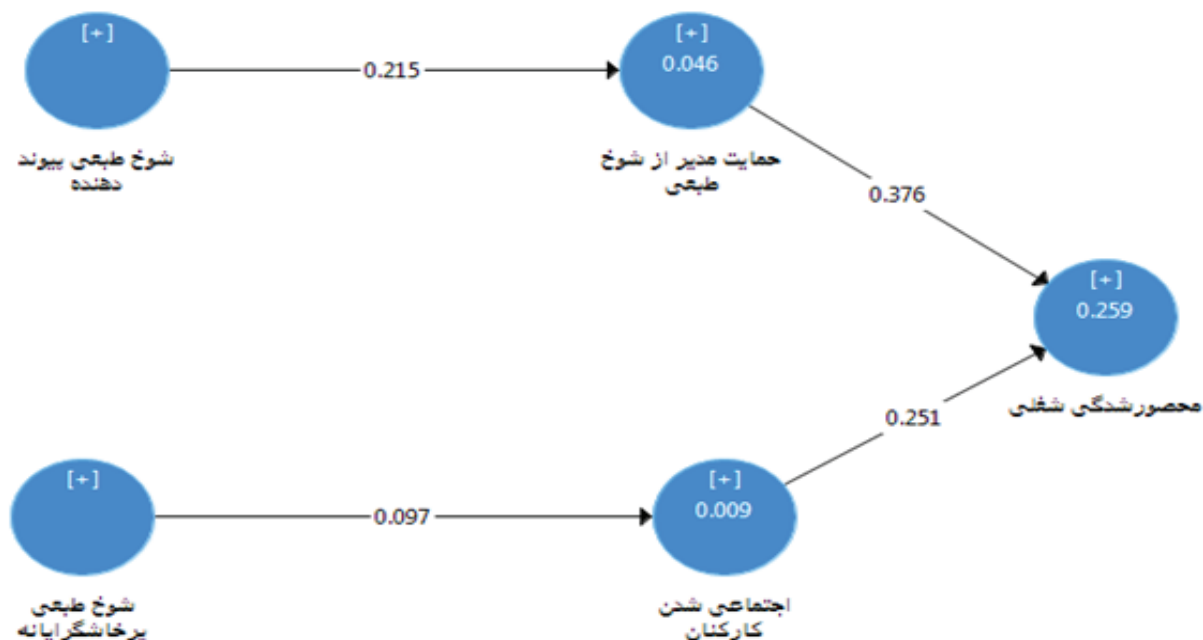 [+]
0.215
[+]
0.046
شوخ طبعی پیوند
دهنده
حمایت مدیر از شوخ
طبعی
0.376
[+]
0.259
محصورشدگی شغلی
0.251
[+]
0.097
[+]
0.009
شوخ طبعی
پرخاشگرایانه
اجتماعی شدن
کارکنان